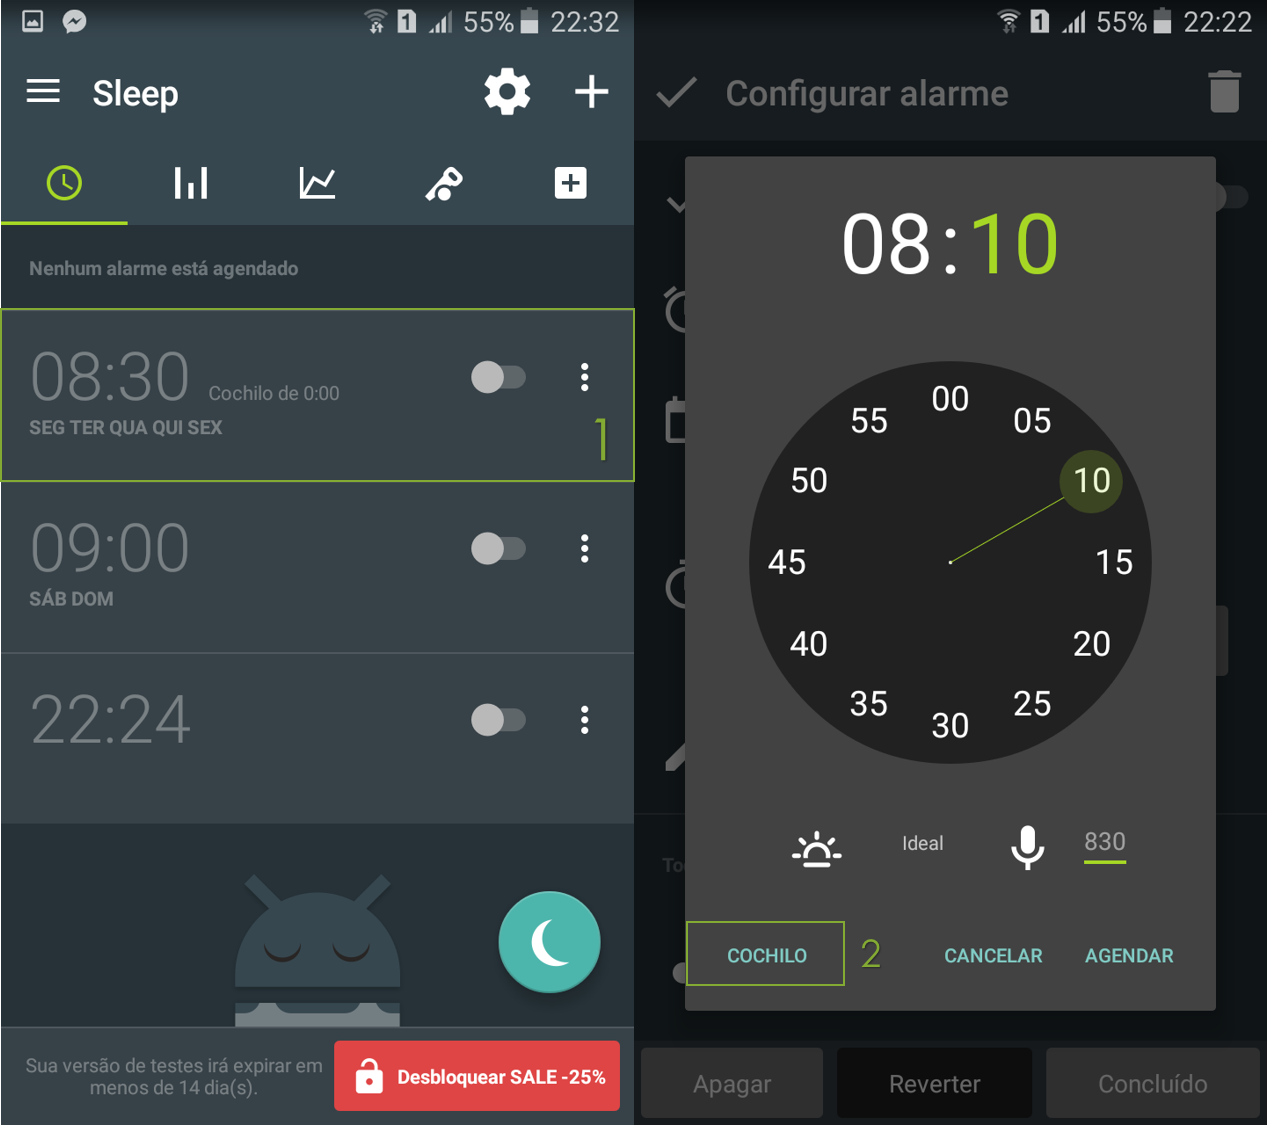 1 55% 22:32
Sleep
Nenhum alarme está agendado
08:30 Cochilo de 0:00
SEG TER QUA QUI SEX
1
09:00
SÁB DOM
22:24
Sua versão de testes irá expirar em
menos de 14 dia(s).
Desbloquear SALE -25%
1 55% 22:22
Configurar alarme
08:10
00
55 05
50 10
45 15
40 20
35 25
30
Ideal 830
To
COCHILO 2 CANCELAR AGENDAR
Apagar Reverter Concluído